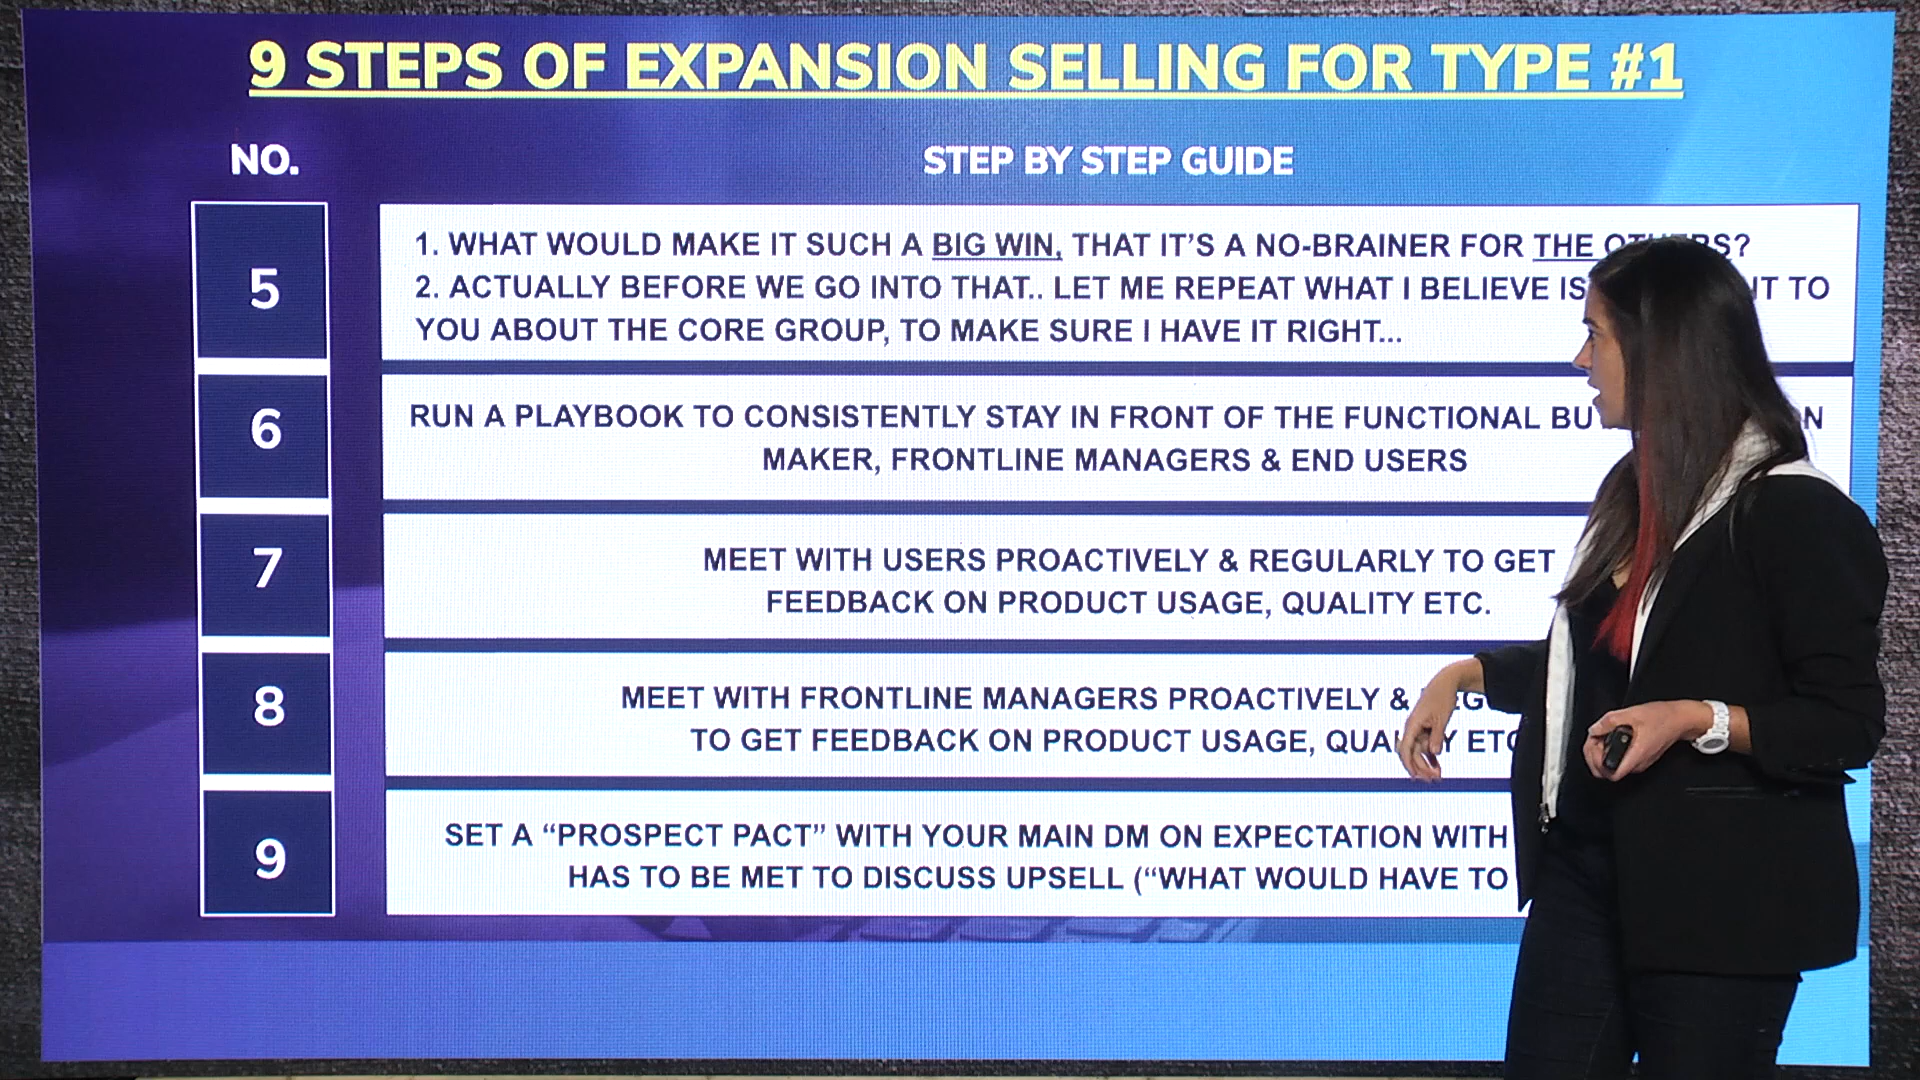 9 STEPS OF EXPANSION SELLING FOR TYPE #1
NO.
STEP BY STEP GUIDE
5
1. WHAT WOULD MAKE IT SUCH A BIG WIN, THAT IT'S A NO-BRAINER FOR THE OTHERS?
2. ACTUALLY BEFORE WE GO INTO THAT.. LET ME REPEAT WHAT I BELIEVE IS TO
YOU ABOUT THE CORE GROUP, TO MAKE SURE I HAVE IT RIGHT...
6
RUN A PLAYBOOK TO CONSISTENTLY STAY IN FRONT OF THE FUNCTIONAL
MAKER, FRONTLINE MANAGERS & END USERS
7
MEET WITH USERS PROACTIVELY & REGULARLY TO GET
FEEDBACK ON PRODUCT USAGE, QUALITY ETC.
8
MEET WITH FRONTLINE MANAGERS PROACTIVELY &
TO GET FEEDBACK ON PRODUCT USAGE, QUALITY ETC
9
SET A “PROSPECT PACT” WITH YOUR MAIN DM ON EXPECTATION WITH
HAS TO BE MET TO DISCUSS UPSELL (“WHAT WOULD HAVE TO